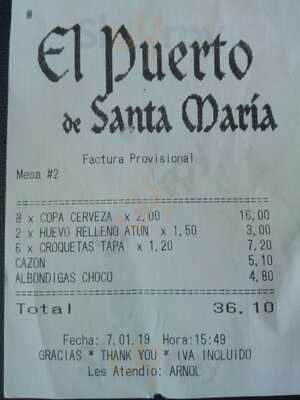 El Puerto
de Santa María
Factura Provisional
Mesa #2
8 x COPA CERVEZA x 2,00 16,00
2 x HUEVO RELLENO ATUN x 1,50 3,00
6 x CROQUETAS TAPA x 1,20 7,20
CAZON 5,10
ALBONDIGAS CHOCO 4,80
Total 36,10
Fecha: 7.01.19 Hora:15:49
GRACIAS * THANK YOU * IVA INCLUIDO
Les Atendio: ARNOL